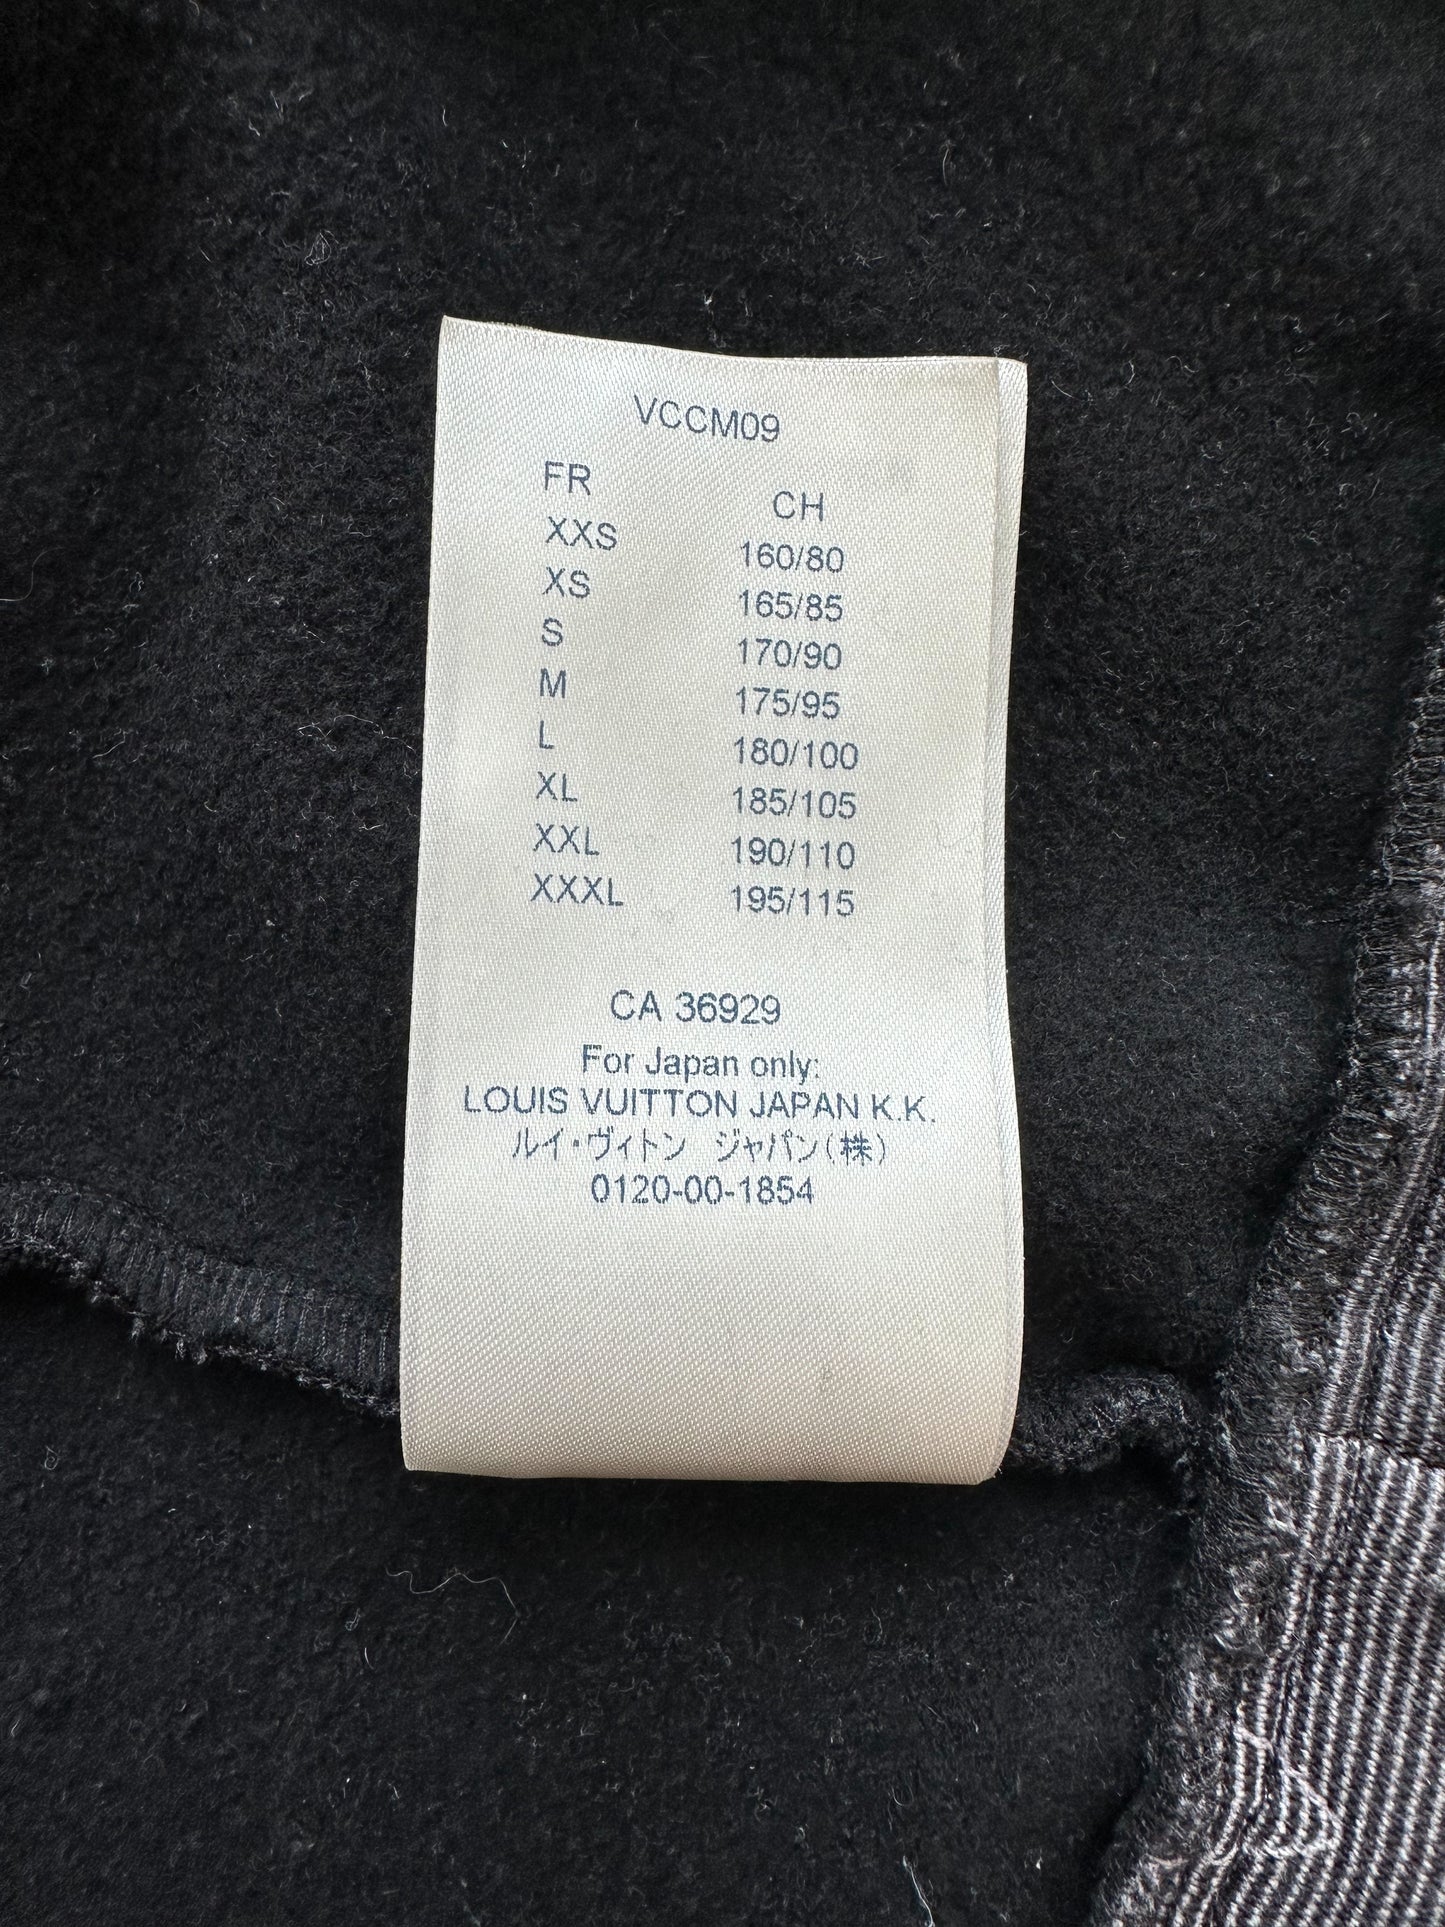 VCCM09
FR CH
XXS 160/80
XS 165/85
S 170/90
M 175/95
L 180/100
XL 185/105
XXL 190/110
XXXL 195/115
CA 36929
For Japan only:
LOUIS VUITTON JAPAN K.K.
ルイ・ヴィトン ジャパン(株)
0120-00-1854